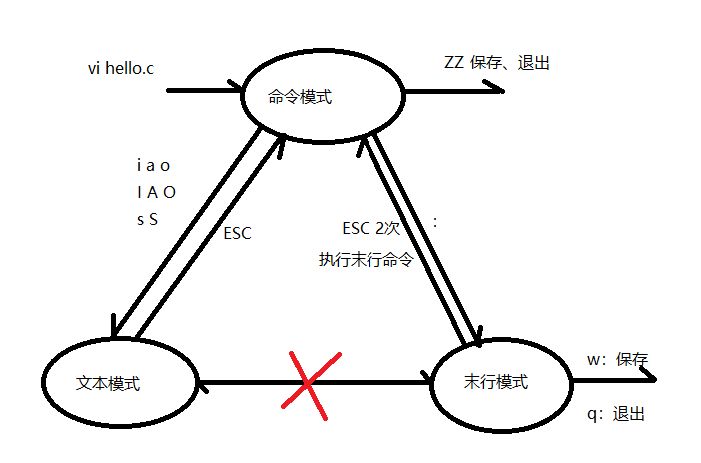 vi hello.c
命令模式
ZZ 保存、退出
i a o
I A O
s S
ESC
ESC 2次
:
执行末行命令
文本模式
末行模式
w：保存
q：退出